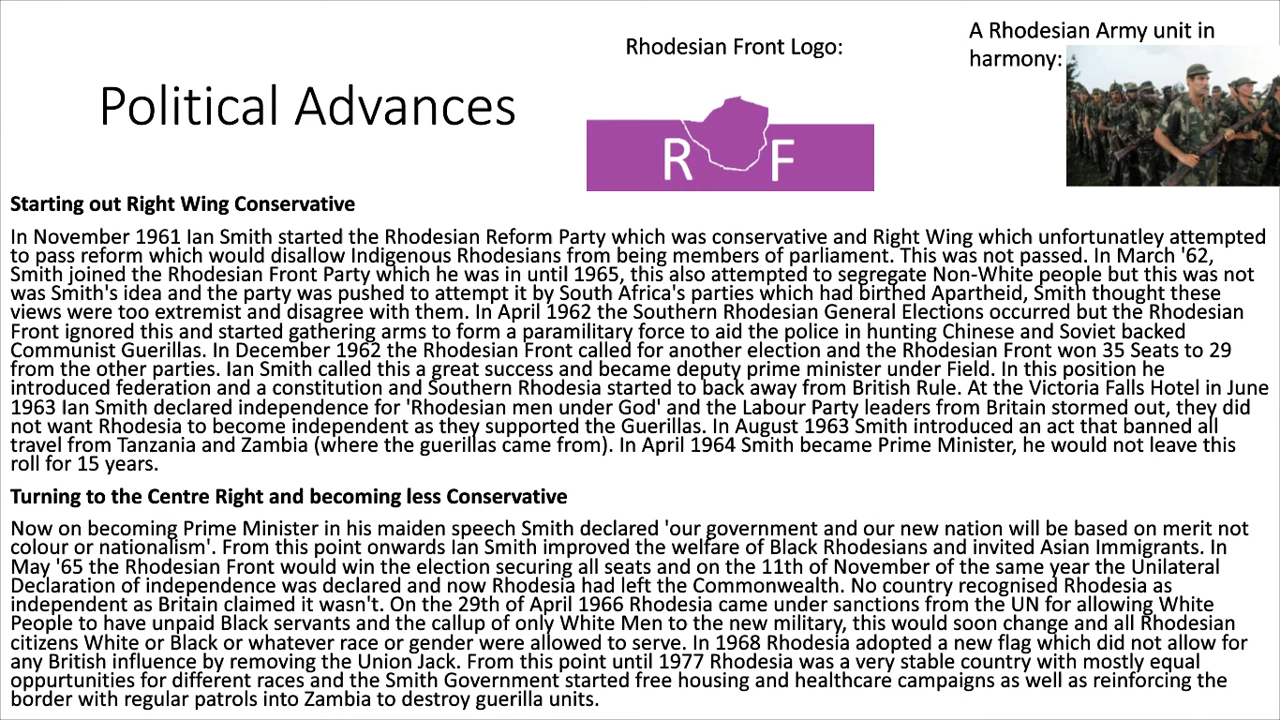 Rhodesian Front Logo:
A Rhodesian Army unit in
harmony:
Political Advances
R F
Starting out Right Wing Conservative
In November 1961 Ian Smith started the Rhodesian Reform Party which was conservative and Right Wing which unfortunatley attempted
to pass reform which would disallow Indigenous Rhodesians from being members of parliament. This was not passed. In March '62,
Smith joined the Rhodesian Front Party which he was in until 1965, this also attempted to segregate Non-White people but this was not
was Smith's idea and the party was pushed to attempt it by South Africa's parties which had birthed Apartheid, Smith thought these
views were too extremist and disagree with them. In April 1962 the Southern Rhodesian General Elections occurred but the Rhodesian
Front ignored this and started gathering arms to form a paramilitary force to aid the police in hunting Chinese and Soviet backed
Communist Guerillas. In December 1962 the Rhodesian Front called for another election and the Rhodesian Front won 35 Seats to 29
from the other parties. Ian Smith called this a great success and became deputy prime minister under Field. In this position he
introduced federation and a constitution and Southern Rhodesia started to back away from British Rule. At the Victoria Falls Hotel in June
1963 Ian Smith declared independence for 'Rhodesian men under God' and the Labour Party leaders from Britain stormed out, they did
not want Rhodesia to become independent as they supported the Guerillas. In August 1963 Smith introduced an act that banned all
travel from Tanzania and Zambia (where the guerillas came from). In April 1964 Smith became Prime Minister, he would not leave this
roll for 15 years.
Turning to the Centre Right and becoming less Conservative
Now on becoming Prime Minister in his maiden speech Smith declared 'our government and our new nation will be based on merit not
colour or nationalism'. From this point onwards Ian Smith improved the welfare of Black Rhodesians and invited Asian Immigrants. In
May '65 the Rhodesian Front would win the election securing all seats and on the 11th of November of the same year the Unilateral
Declaration of independence was declared and now Rhodesia had left the Commonwealth. No country recognised Rhodesia as
independent as Britain claimed it wasn't. On the 29th of April 1966 Rhodesia came under sanctions from the UN for allowing White
People to have unpaid Black servants and the callup of only White Men to the new military, this would soon change and all Rhodesian
citizens White or Black or whatever race or gender were allowed to serve. In 1968 Rhodesia adopted a new flag which did not allow for
any British influence by removing the Union Jack. From this point until 1977 Rhodesia was a very stable country with mostly equal
oppurtunities for different races and the Smith Government started free housing and healthcare campaigns as well as reinforcing the
border with regular patrols into Zambia to destroy guerilla units.